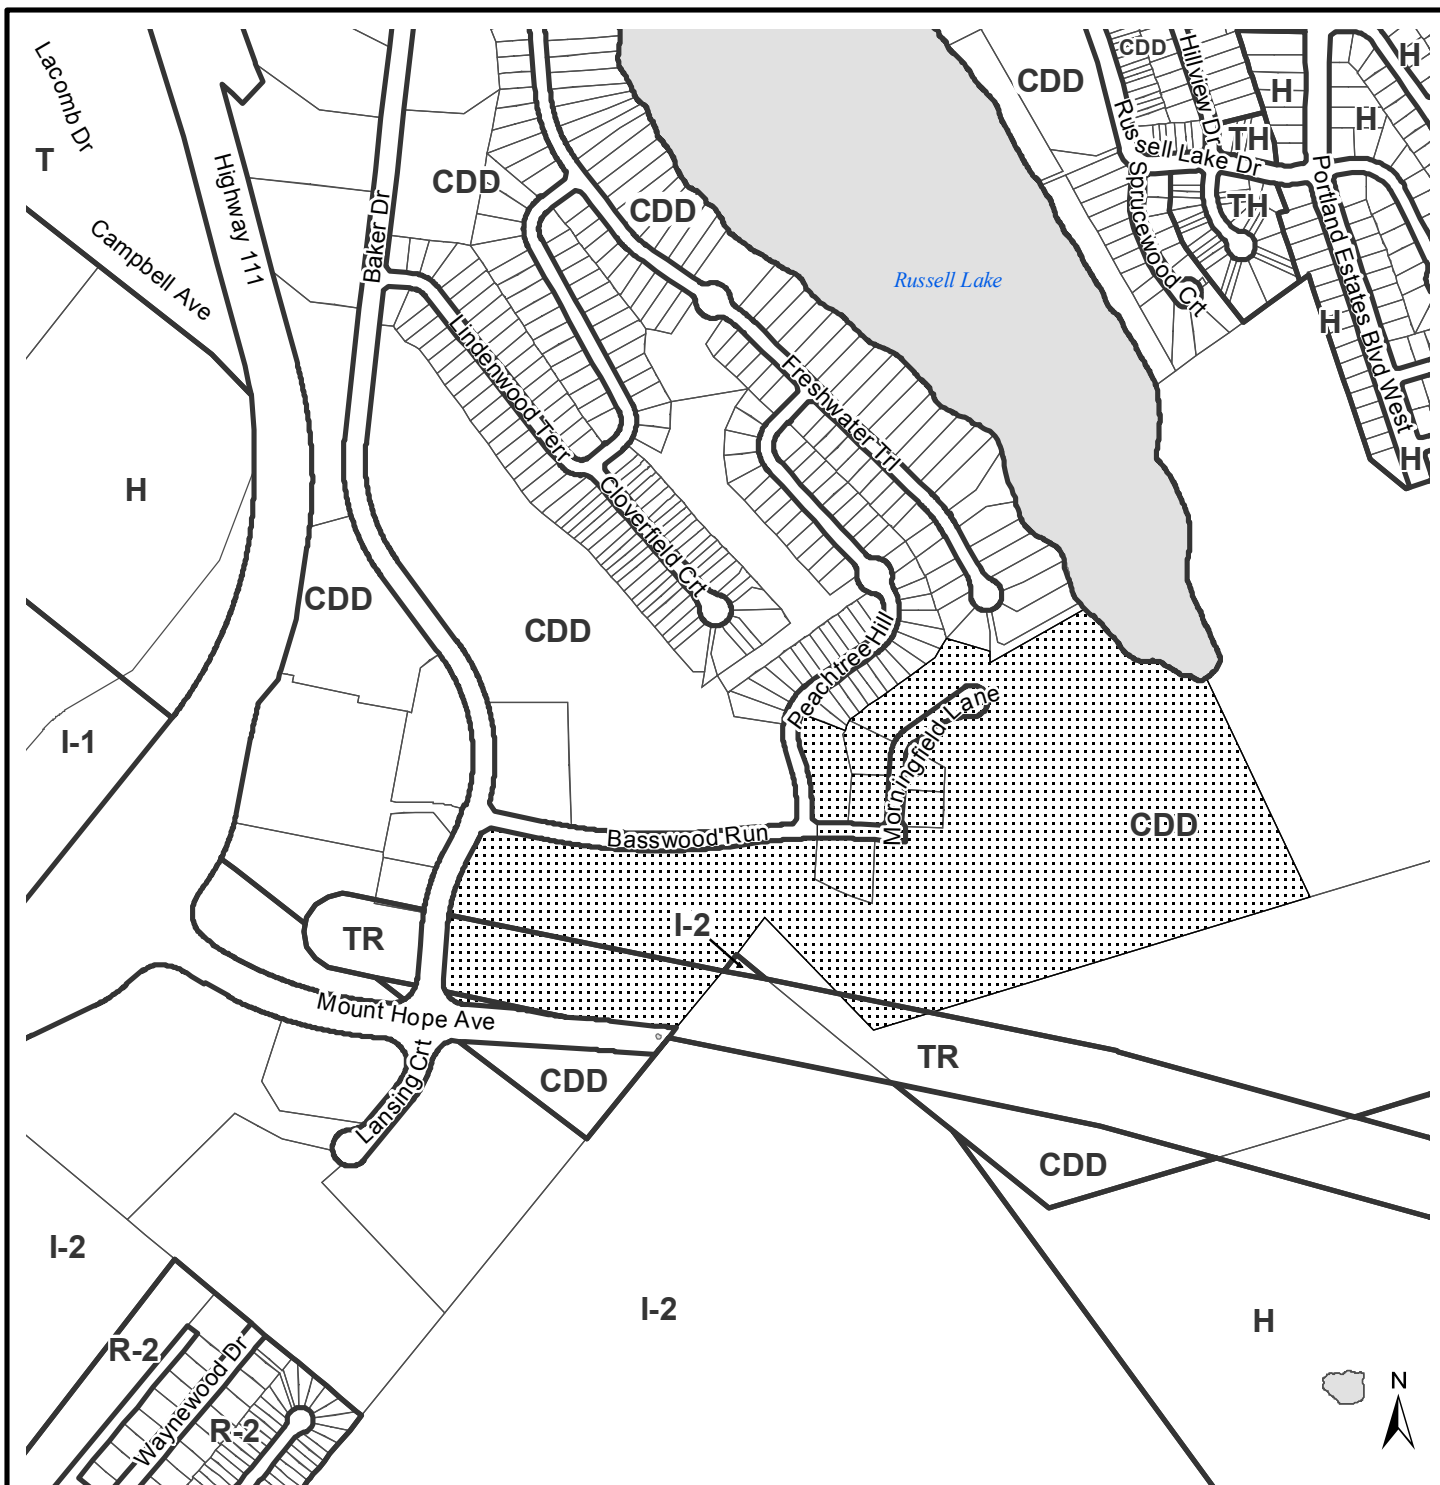 Lacomb Dr
T
Campbell Ave
Highway 111
Baker Dr
CDD
CDD
CDD
CDD
Hillview Dr
H
H
H
TH
Russell Lake Dr
TH
Sprucewood Crt
Portland Estates Blvd West
H
H
Russell Lake
Lindenwood Terr
Freshwater Trl
Cloverfield Crt
H
CDD
CDD
Peachtree Hill
Morningfield Lane
I-1
Basswood Run
CDD
TR
I-2
Mount Hope Ave
TR
CDD
Lansing Crt
CDD
I-2
I-2
H
R-2
Waynewood Dr
R-2
N